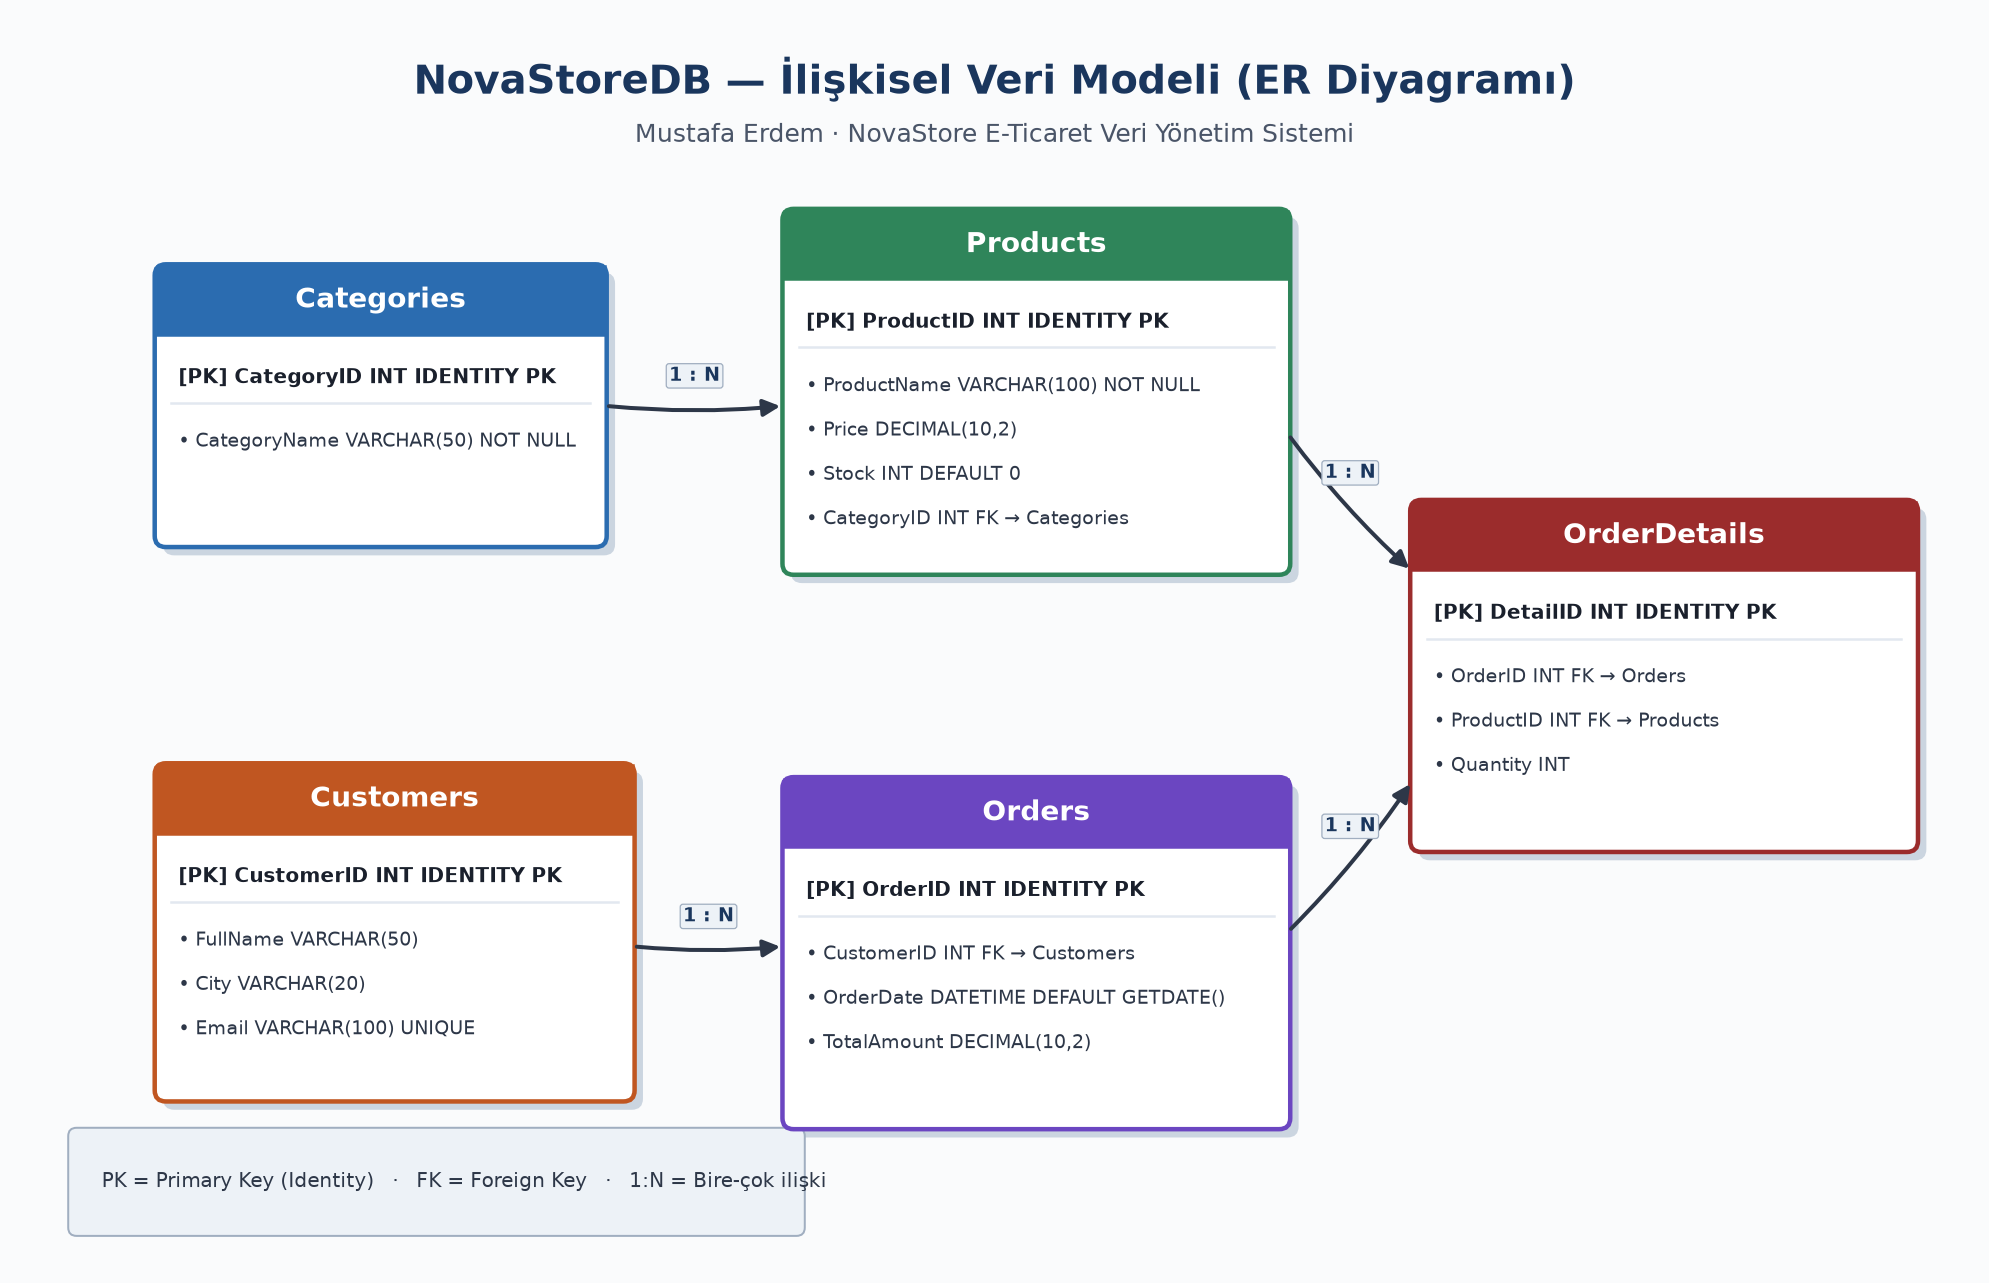 NovaStoreDB — İlişkisel Veri Modeli (ER Diyagramı)
Mustafa Erdem · NovaStore E-Ticaret Veri Yönetim Sistemi
Categories
[PK] CategoryID INT IDENTITY PK
• CategoryName VARCHAR(50) NOT NULL
1 : N
Products
[PK] ProductID INT IDENTITY PK
• ProductName VARCHAR(100) NOT NULL
• Price DECIMAL(10,2)
• Stock INT DEFAULT 0
• CategoryID INT FK → Categories
1 : N
OrderDetails
[PK] DetailID INT IDENTITY PK
• OrderID INT FK → Orders
• ProductID INT FK → Products
• Quantity INT
Customers
[PK] CustomerID INT IDENTITY PK
• FullName VARCHAR(50)
• City VARCHAR(20)
• Email VARCHAR(100) UNIQUE
1 : N
Orders
[PK] OrderID INT IDENTITY PK
• CustomerID INT FK → Customers
• OrderDate DATETIME DEFAULT GETDATE()
• TotalAmount DECIMAL(10,2)
1 : N
PK = Primary Key (Identity) · FK = Foreign Key · 1:N = Bire-çok ilişki